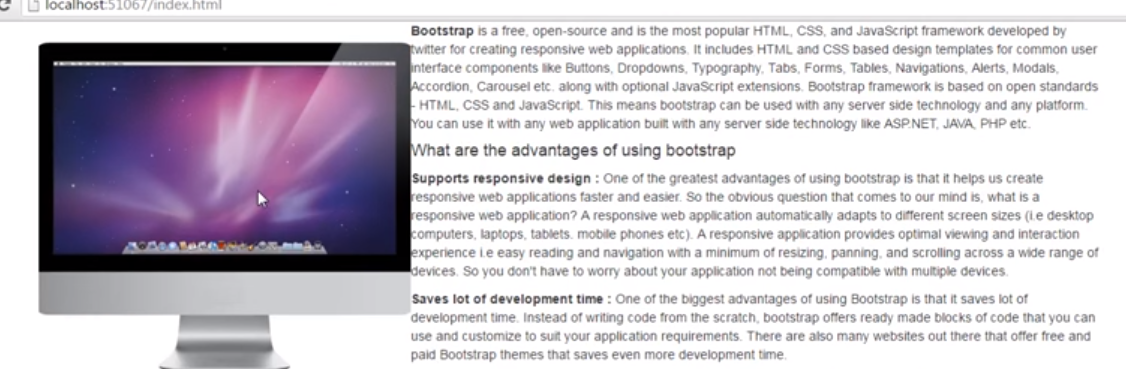 localhost:51067/index.html
Bootstrap is a free, open-source and is the most popular HTML, CSS, and JavaScript framework developed by
twitter for creating responsive web applications. It includes HTML and CSS based design templates for common user
interface components like Buttons, Dropdowns, Typography, Tabs, Forms, Tables, Navigations, Alerts, Modals,
Accordion, Carousel etc. along with optional JavaScript extensions. Bootstrap framework is based on open standards
- HTML, CSS and JavaScript. This means bootstrap can be used with any server side technology and any platform.
You can use it with any web application built with any server side technology like ASP.NET, JAVA, PHP etc.
What are the advantages of using bootstrap
Supports responsive design : One of the greatest advantages of using bootstrap is that it helps us create
responsive web applications faster and easier. So the obvious question that comes to our mind is, what is a
responsive web application? A responsive web application automatically adapts to different screen sizes (i.e desktop
computers, laptops, tablets. mobile phones etc). A responsive application provides optimal viewing and interaction
experience i.e easy reading and navigation with a minimum of resizing, panning, and scrolling across a wide range of
devices. So you don't have to worry about your application not being compatible with multiple devices.
Saves lot of development time : One of the biggest advantages of using Bootstrap is that it saves lot of
development time. Instead of writing code from the scratch, bootstrap offers ready made blocks of code that you can
use and customize to suit your application requirements. There are also many websites out there that offer free and
paid Bootstrap themes that saves even more development time.